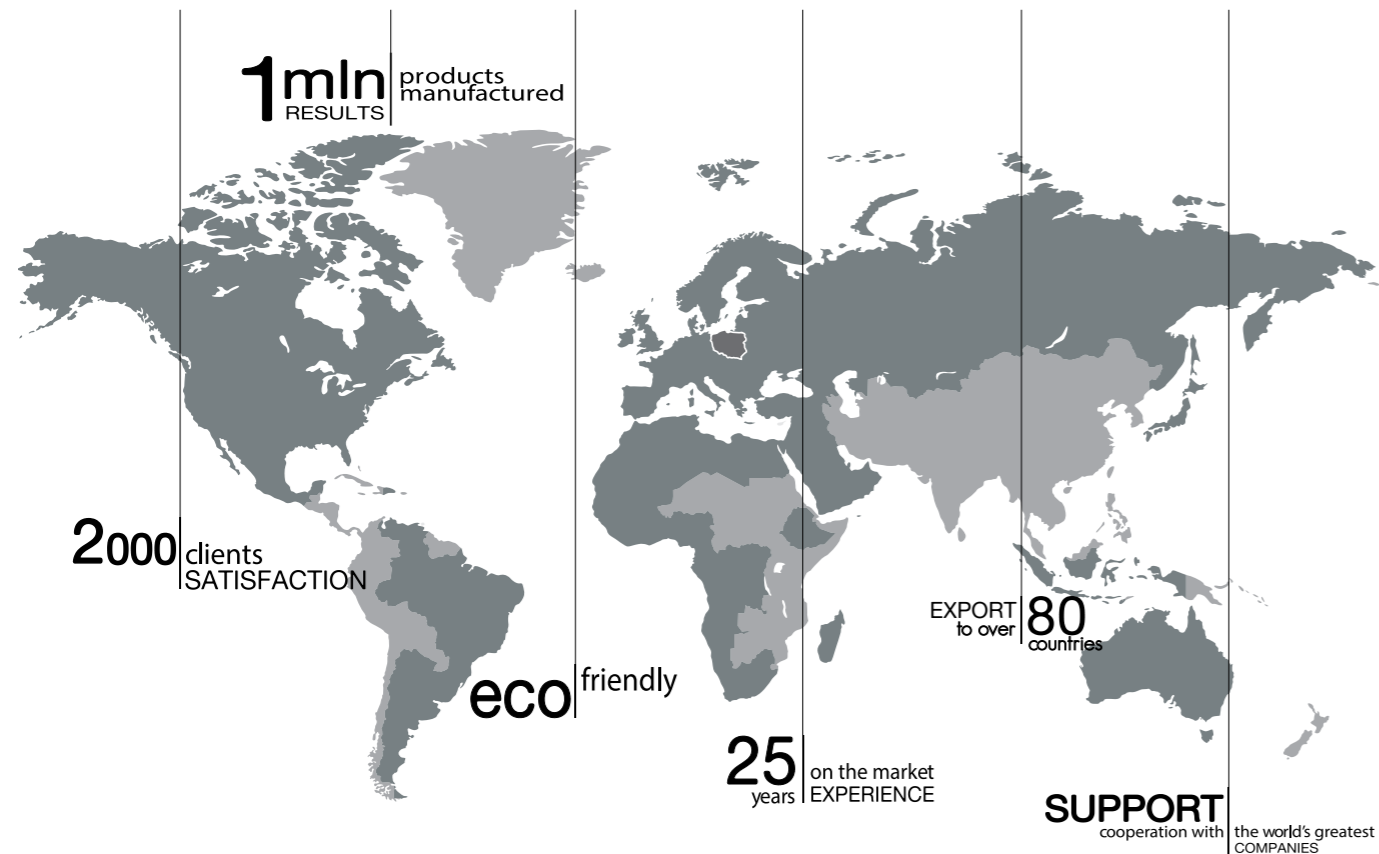 1mln
RESULTS
products
manufactured
2000
clients
SATISFACTION
eco
friendly
25
years
on the market
EXPERIENCE
EXPORT
to over
80
countries
SUPPORT
cooperation with
the world's greatest
COMPANIES